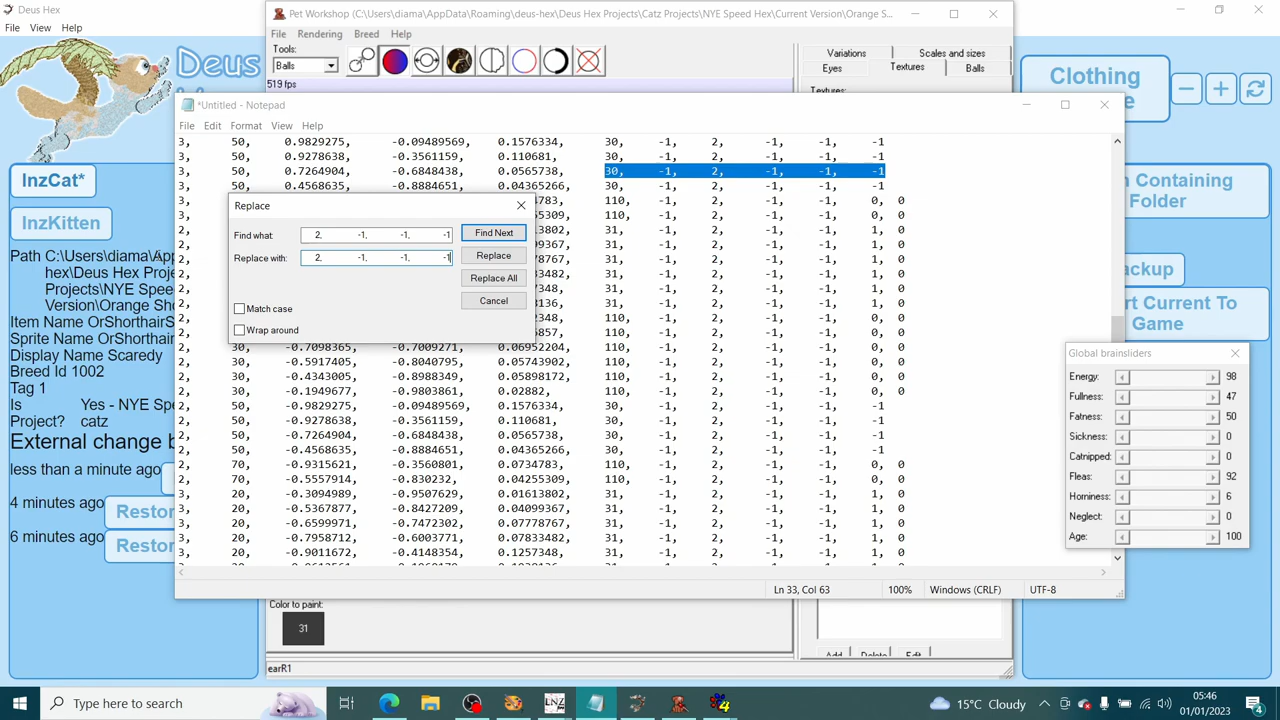 Deus Hex
File View Help
Pet Workshop (C:\users\diama\AppData\Roaming\deus-hex\Deus Hex Projects\Catz Projects\NYE Speed Hex\Current Version\Orange S...
File Rendering Breed Help
Tools:
Balls
519 fps
Variations
Scales and sizes
Eyes
Textures
Balls
Textures:
Deus
Clothing
*Untitled - Notepad
File Edit Format View Help
3, 50, 0.9829275, -0.09489569, 0.1576334, 30, -1, 2, -1, -1, -1
3, 50, 0.9278638, -0.3561159, 0.110681, 30, -1, 2, -1, -1, -1
3, 50, 0.7264904, -0.6848438, 0.0565738, 30, -1, 2, -1, -1, -1
3, 50, 0.4568635, -0.8884651, 0.04365266, 30, -1, 2, -1, -1, -1
Replace
Find what: 2, -1, -1, -1
Replace with: 2, -1, -1, -1
Find Next
Replace
Replace All
Cancel
Match case
Wrap around
2, 30, -0.7098365, -0.7009271, 0.06952204, 110, -1, 2, -1, -1, 0, 0
2, 30, -0.5917405, -0.8040795, 0.05743902, 110, -1, 2, -1, -1, 0, 0
2, 30, -0.4343005, -0.8988349, 0.05898172, 110, -1, 2, -1, -1, 0, 0
2, 30, -0.1949677, -0.9803861, 0.02882, 110, -1, 2, -1, -1, 0, 0
2, 50, -0.9829275, -0.09489569, 0.1576334, 30, -1, 2, -1, -1, -1
2, 50, -0.9278638, -0.3561159, 0.110681, 30, -1, 2, -1, -1, -1
2, 50, -0.7264904, -0.6848438, 0.0565738, 30, -1, 2, -1, -1, -1
2, 50, -0.4568635, -0.8884651, 0.04365266, 30, -1, 2, -1, -1, -1
2, 70, -0.9315621, -0.3560801, 0.0734783, 110, -1, 2, -1, -1, 0, 0
2, 70, -0.5557914, -0.830232, 0.04255309, 110, -1, 2, -1, -1, 0, 0
3, 20, -0.3094989, -0.9507629, 0.01613802, 31, -1, 2, -1, -1, 1, 0
3, 20, -0.5367877, -0.8427209, 0.04099367, 31, -1, 2, -1, -1, 1, 0
3, 20, -0.6599971, -0.7472302, 0.07778767, 31, -1, 2, -1, -1, 1, 0
3, 20, -0.7958712, -0.6003771, 0.07833482, 31, -1, 2, -1, -1, 1, 0
3, 20, -0.9011672, -0.4148354, 0.1257348, 31, -1, 2, -1, -1, 1, 0
Ln 33, Col 63 100% Windows (CRLF) UTF-8
InzCat*
InzKitten
Path C:\Users\diama\App
hex\Deus Hex Proje
Projects\NYE Speed
Version\Orange Sho
Item Name OrShorthairS
Sprite Name Scaredy
Display Name Scaredy
Breed Id 1002
Tag 1
Is Yes - NYE Spe
Project? catz
External change b
less than a minute ago
4 minutes ago
Restor
6 minutes ago
Restor
n Containing
Folder
ackup
rt Current To
Game
Global brainsliders
Energy: 98
Fullness: 47
Fatness: 50
Sickness: 0
Catnipped: 0
Fleas: 92
Horniness: 6
Neglect: 0
Age: 100
Color to paint:
31
Add Delete Edit
earR1
Type here to search
LNZ
15°C Cloudy
05:46
01/01/2023
4